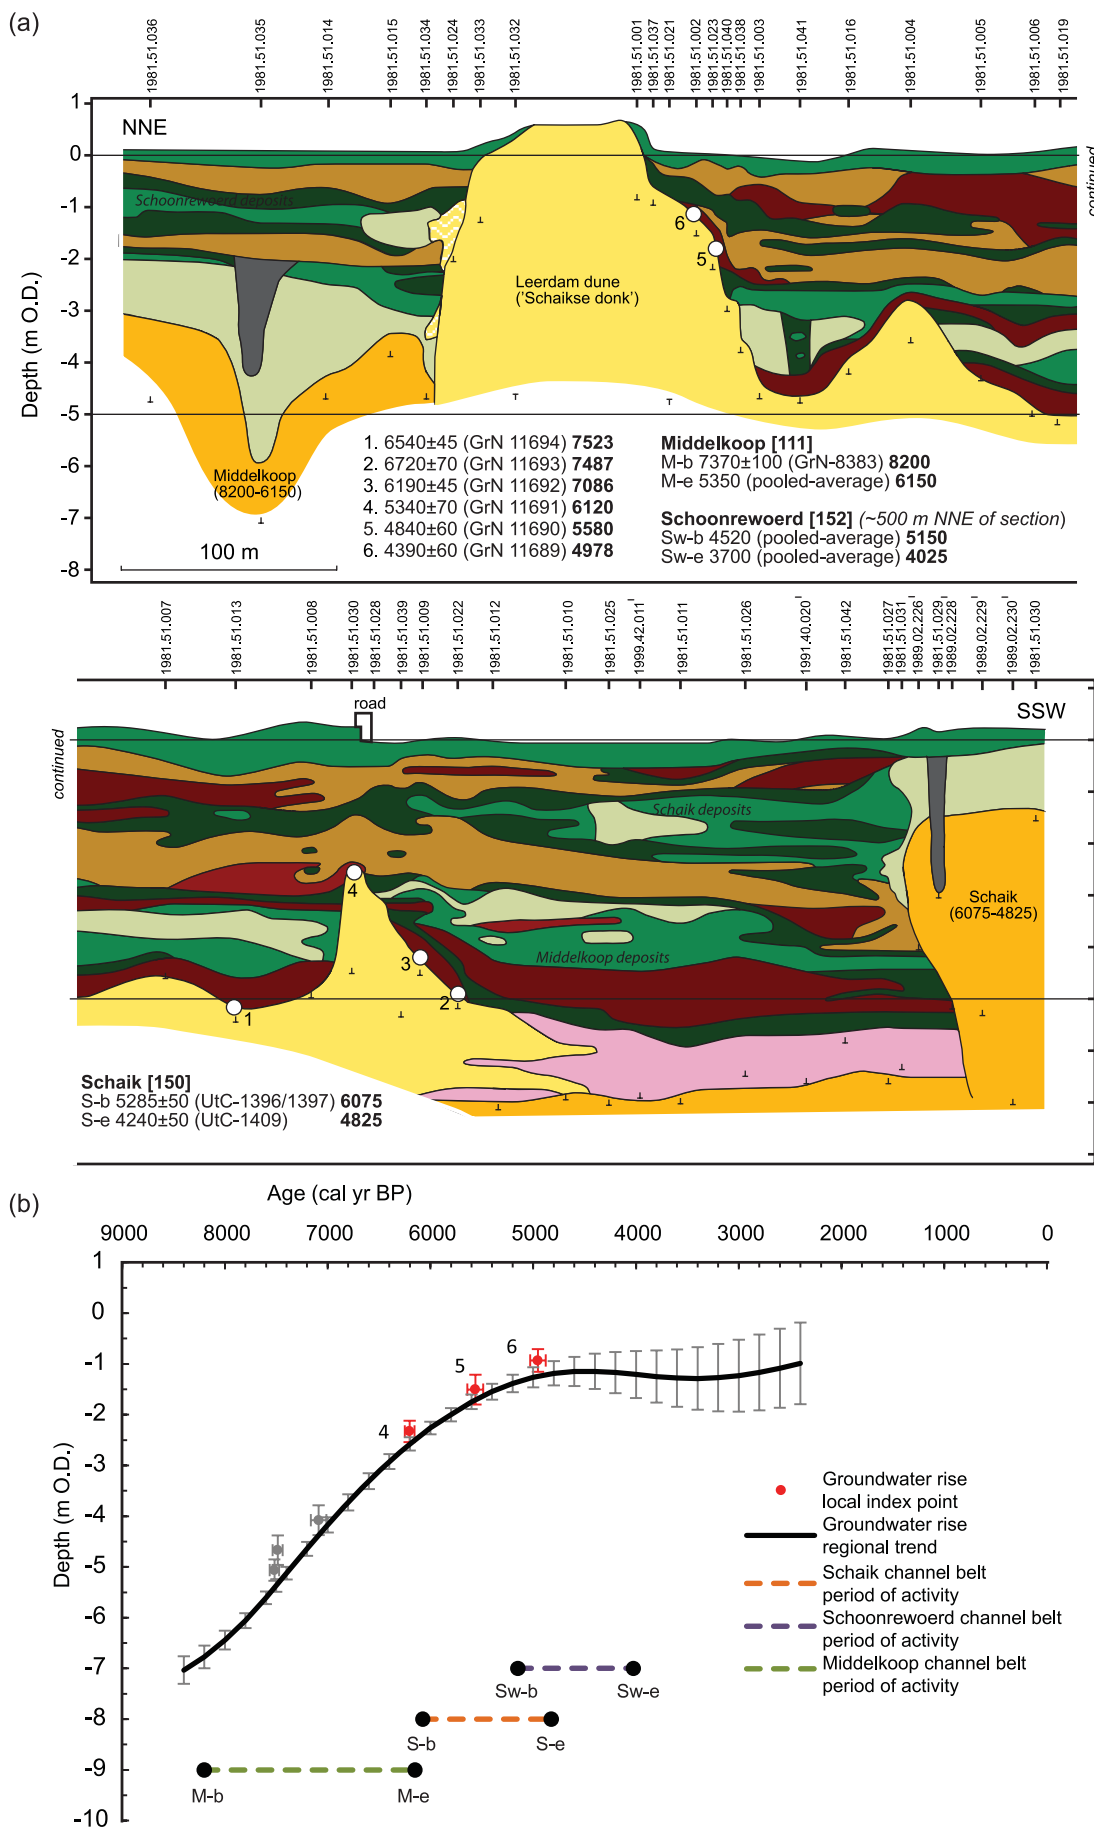 (a)
1981.51.036
1981.51.035
1981.51.014
1981.51.015
1981.51.034
1981.51.024
1981.51.033
1981.51.032
1981.51.001
1981.51.037
1981.51.021
1981.51.002
1981.51.023
1981.51.040
1981.51.038
1981.51.003
1981.51.041
1981.51.016
1981.51.004
1981.51.005
1981.51.006
1981.51.019
1
0
-1
-2
-3
-4
-5
-6
-7
-8
Depth (m O.D.)
NNE
continued
Schoonrewoerd deposits
6
5
Leerdam dune
('Schaikse donk')
Middelkoop
(8200-6150)
100 m
1. 6540±45 (GrN 11694) 7523
2. 6720±70 (GrN 11693) 7487
3. 6190±45 (GrN 11692) 7086
4. 5340±70 (GrN 11691) 6120
5. 4840±60 (GrN 11690) 5580
6. 4390±60 (GrN 11689) 4978
Middelkoop [111]
M-b 7370±100 (GrN-8383) 8200
M-e 5350 (pooled-average) 6150
Schoonrewoerd [152] (~500 m NNE of section)
Sw-b 4520 (pooled-average) 5150
Sw-e 3700 (pooled-average) 4025
1981.51.007
1981.51.013
1981.51.008
1981.51.030
1981.51.028
1981.51.039
1981.51.009
1981.51.022
1981.51.012
1981.51.010
1981.51.025
1999.42.011
1981.51.011
1981.51.026
1991.40.020
1981.51.042
1981.51.027
1981.51.031
1989.02.226
1981.51.029
1989.02.228
1989.02.229
1989.02.230
1981.51.030
continued
road
SSW
Schaik deposits
4
Schaik
(6075-4825)
3
Middelkoop deposits
2
1
Schaik [150]
S-b 5285±50 (UtC-1396/1397) 6075
S-e 4240±50 (UtC-1409) 4825
(b)
Age (cal yr BP)
9000 8000 7000 6000 5000 4000 3000 2000 1000 0
1
0
-1
-2
-3
-4
-5
-6
-7
-8
-9
-10
Depth (m O.D.)
6
5
4
Groundwater rise
local index point
Groundwater rise
regional trend
Schaik channel belt
period of activity
Schoonrewoerd channel belt
period of activity
Middelkoop channel belt
period of activity
Sw-b Sw-e
S-b S-e
M-b M-e